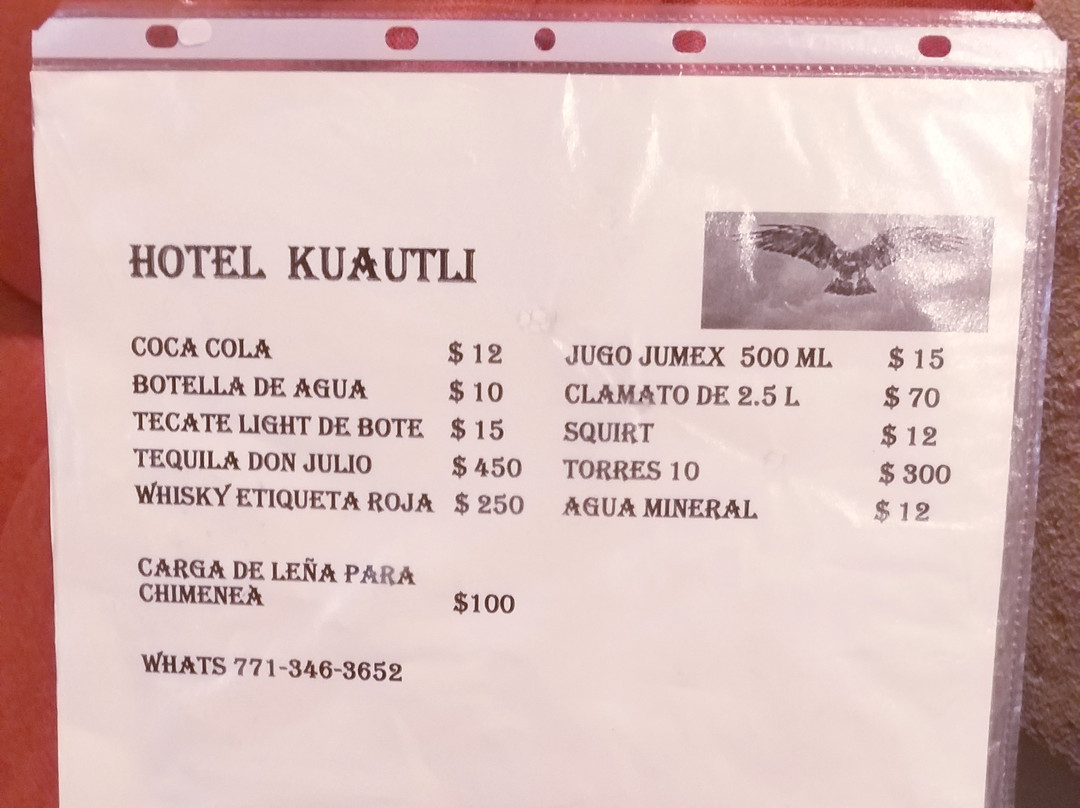 HOTEL KUAUTLI
COCA COLA $ 12
BOTELLA DE AGUA $ 10
TECATE LIGHT DE BOTE $ 15
TEQUILA DON JULIO $ 450
WHISKY ETIQUETA ROJA $ 250
JUGO JUMEX 500 ML $ 15
CLAMATO DE 2.5 L $ 70
SQUIRT $ 12
TORRES 10 $ 300
AGUA MINERAL $ 12
CARGA DE LEÑA PARA
CHIMENEA $100
WHATS 771-346-3652